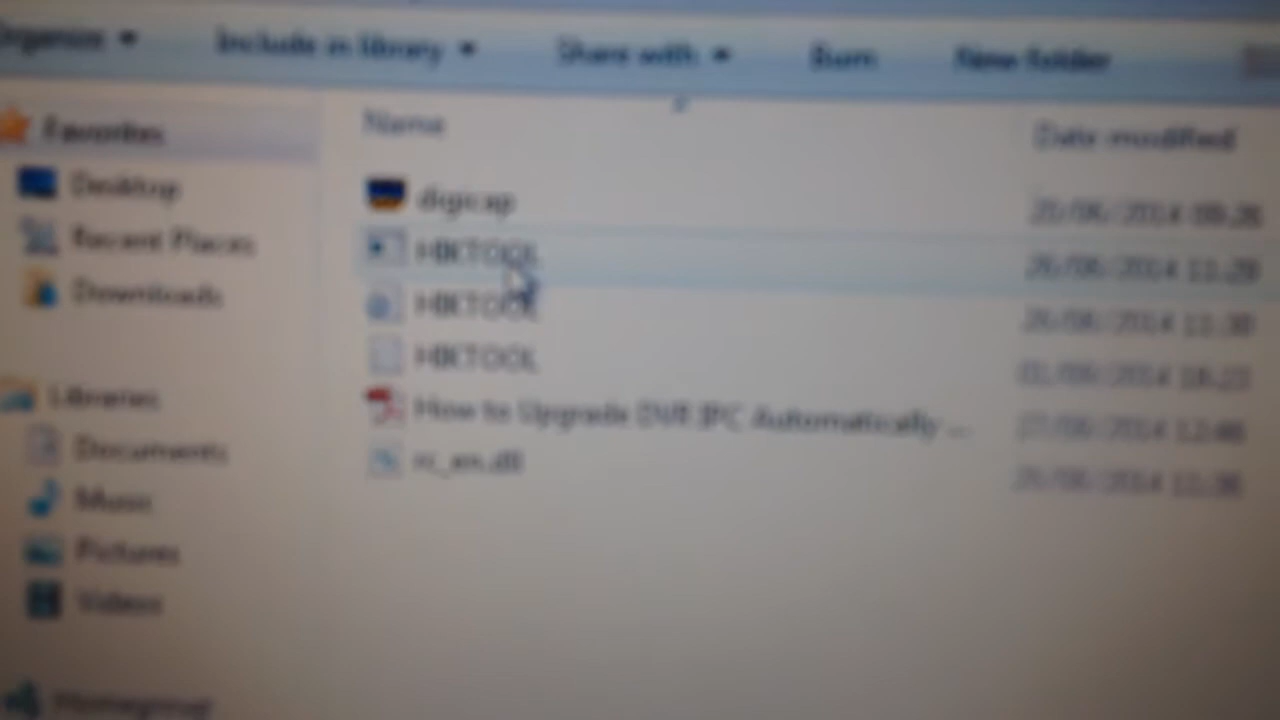 Organize Include in library Share with Burn New folder
Favorites
Desktop
Recent Places
Downloads
Libraries
Documents
Music
Pictures
Videos
Homegroup
Name Date modified
digicap
HIKTOOL
HIKTOOL
HIKTOOL
How to Upgrade DVR IPC Automatically ...
rc_en.dll